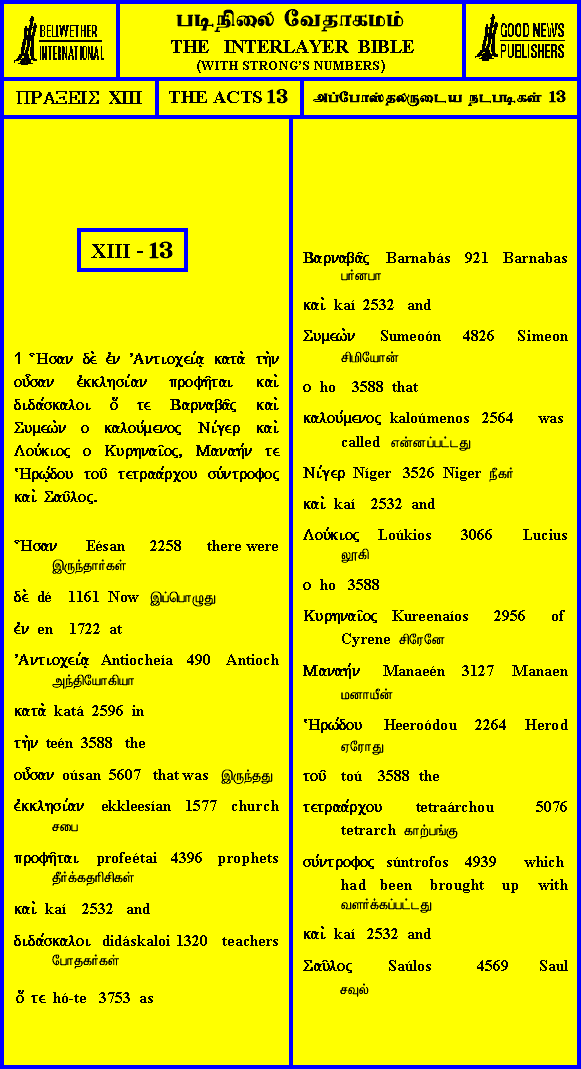 BELLWETHER
INTERNATIONAL
படிநிலை வேதாகமம்
THE INTERLAYER BIBLE
(WITH STRONG'S NUMBERS)
GOOD NEWS
PUBLISHERS
ΠΡΑΞΕΙΣ XIII
THE ACTS 13
அப்போஸ்தலருடைய நடபடிகள் 13
XIII - 13
1 Ἦσαν δὲ ἐν Ἀντιοχείᾳ κατὰ τὴν
οὖσαν ἐκκλησίαν προφῆται καὶ
διδάσκαλοι ὅ τε Βαρναβᾶς καὶ
Συμεὼν ο καλούμενος Νίγερ καὶ
Λούκιος ο Κυρηναῖος, Μαναήν τε
Ἡρῴδου τοῦ τετραάρχου σύντροφος
καὶ Σαῦλος.
Ἦσαν Eésan 2258 there were
இருந்தார்கள்
δὲ dé 1161 Now இப்பொழுது
ἐν en 1722 at
Ἀντιοχείᾳ Antiocheía 490 Antioch
அந்தியோகியா
κατὰ katá 2596 in
τὴν teén 3588 the
οὖσαν oúsan 5607 that was இருந்தது
ἐκκλησίαν ekkleesían 1577 church
சபை
προφῆται profeétai 4396 prophets
தீர்க்கதரிசிகள்
καὶ kaí 2532 and
διδάσκαλοι didáskaloi 1320 teachers
போதகர்கள்
ὅ τε hó-te 3753 as
Βαρναβᾶς Barnabás 921 Barnabas
பர்னபா
καὶ kaí 2532 and
Συμεὼν Sumeoón 4826 Simeon
சிமியோன்
ο ho 3588 that
καλούμενος kaloúmenos 2564 was
called என்னப்பட்டது
Νίγερ Níger 3526 Niger நீகர்
καὶ kaí 2532 and
Λούκιος Loúkios 3066 Lucius
லூகி
ο ho 3588
Κυρηναῖος Kureenaíos 2956 of
Cyrene சிரேனே
Μαναήν Manaeén 3127 Manaen
மனாயீன்
Ἡρῴδου Heeroódou 2264 Herod
ஏரோது
τοῦ toú 3588 the
τετραάρχου tetraárchou 5076
tetrarch காற்பங்கு
σύντροφος súntrofos 4939 which
had been brought up with
வளர்க்கப்பட்டது
καὶ kaí 2532 and
Σαῦλος Saúlos 4569 Saul
சவுல்